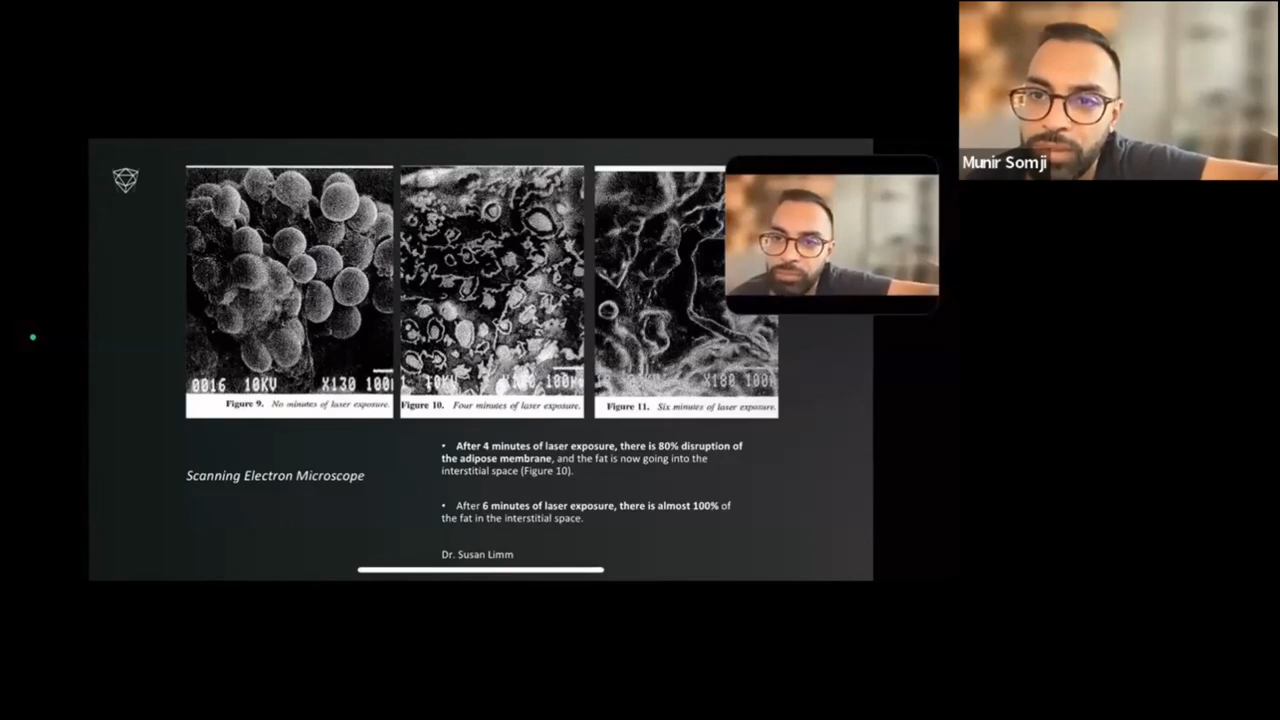 Munir Somji
0016 10KV X130 100
Figure 9. No minutes of laser exposure.
Figure 10. Four minutes of laser exposure.
X180 100
Figure 11. Six minutes of laser exposure.
Scanning Electron Microscope
• After 4 minutes of laser exposure, there is 80% disruption of
the adipose membrane, and the fat is now going into the
interstitial space (Figure 10).
• After 6 minutes of laser exposure, there is almost 100% of
the fat in the interstitial space.
Dr. Susan Limm